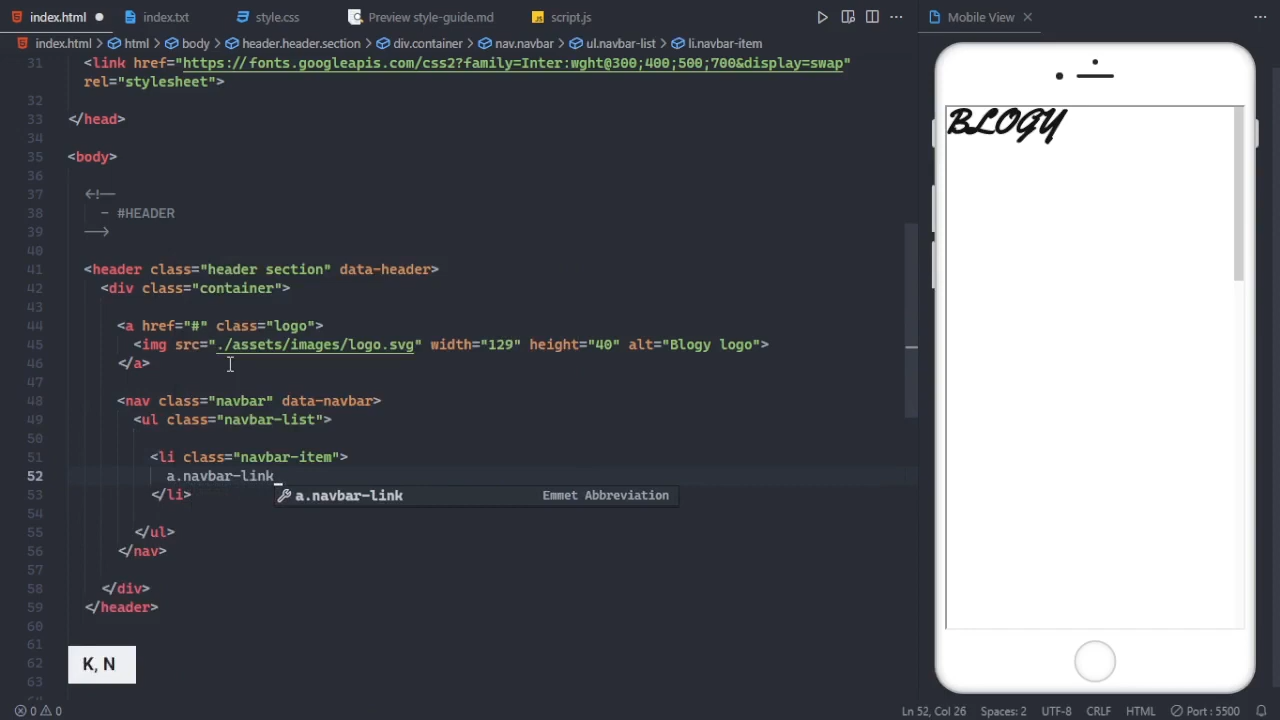 index.html
index.txt
style.css
Preview style-guide.md
script.js
Mobile View
index.html > html > body > header.header.section > div.container > nav.navbar > ul.navbar-list > li.navbar-item
31 <link href="https://fonts.googleapis.com/css2?family=Inter:wght@300;400;500;700&display=swap"
rel="stylesheet">
32
33 </head>
34
35 <body>
36
37 <!--
38 - #HEADER
39 -->
40
41 <header class="header section" data-header>
42 <div class="container">
43
44 <a href="#" class="logo">
45 <img src="./assets/images/logo.svg" width="129" height="40" alt="Blogy logo">
46 </a>
47
48 <nav class="navbar" data-navbar>
49 <ul class="navbar-list">
50
51 <li class="navbar-item">
52 a.navbar-link
53 </li>
a.navbar-link Emmet Abbreviation
54
55 </ul>
56 </nav>
57
58 </div>
59 </header>
60
61
62
63
K, N
BLOGY
0 0
Ln 52, Col 26
Spaces: 2
UTF-8
CRLF
HTML
Port : 5500